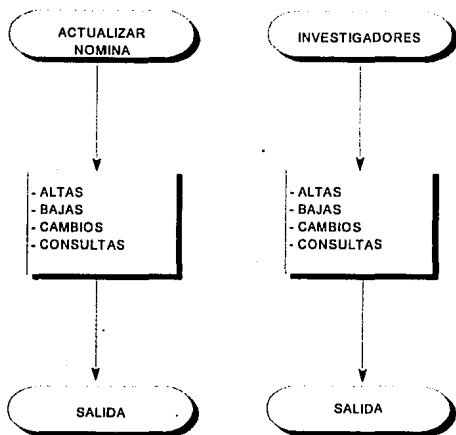 ACTUALIZAR
NOMINA
- ALTAS
- BAJAS
- CAMBIOS
- CONSULTAS
SALIDA
INVESTIGADORES
- ALTAS
- BAJAS
- CAMBIOS
- CONSULTAS
SALIDA